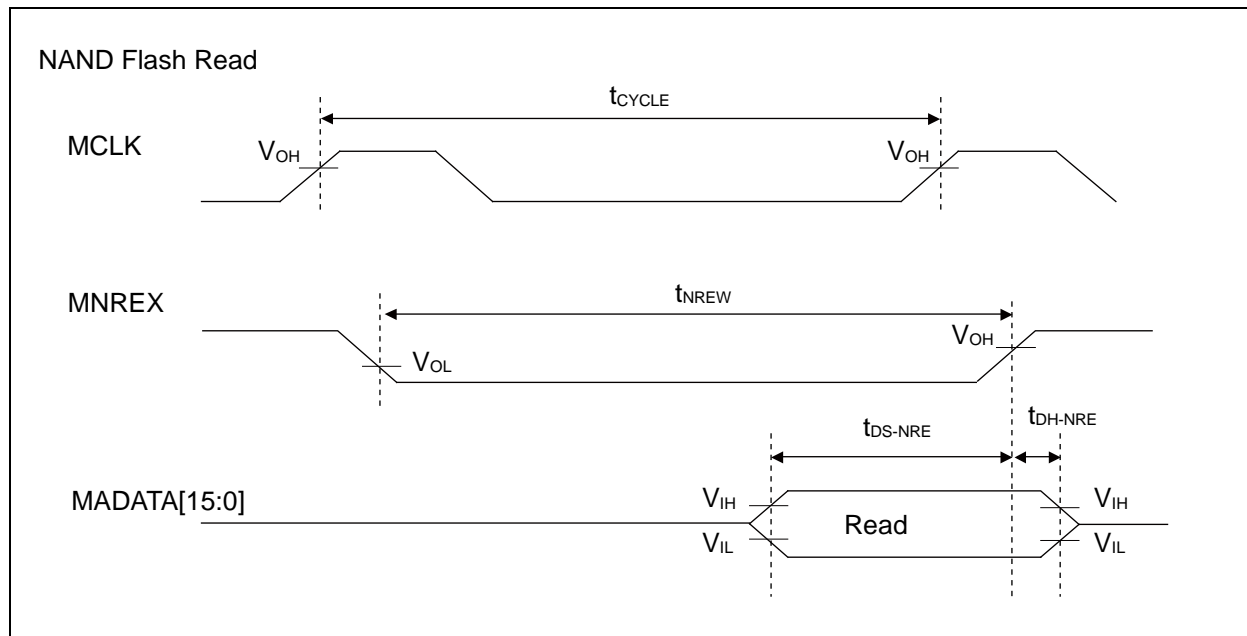 NAND Flash Read
tCYCLE
MCLK
VOH
VOH
MNREX
tNREW
VOL
VOH
tDS-NRE
tDH-NRE
MADATA[15:0]
VIH
VIH
Read
VIL
VIL